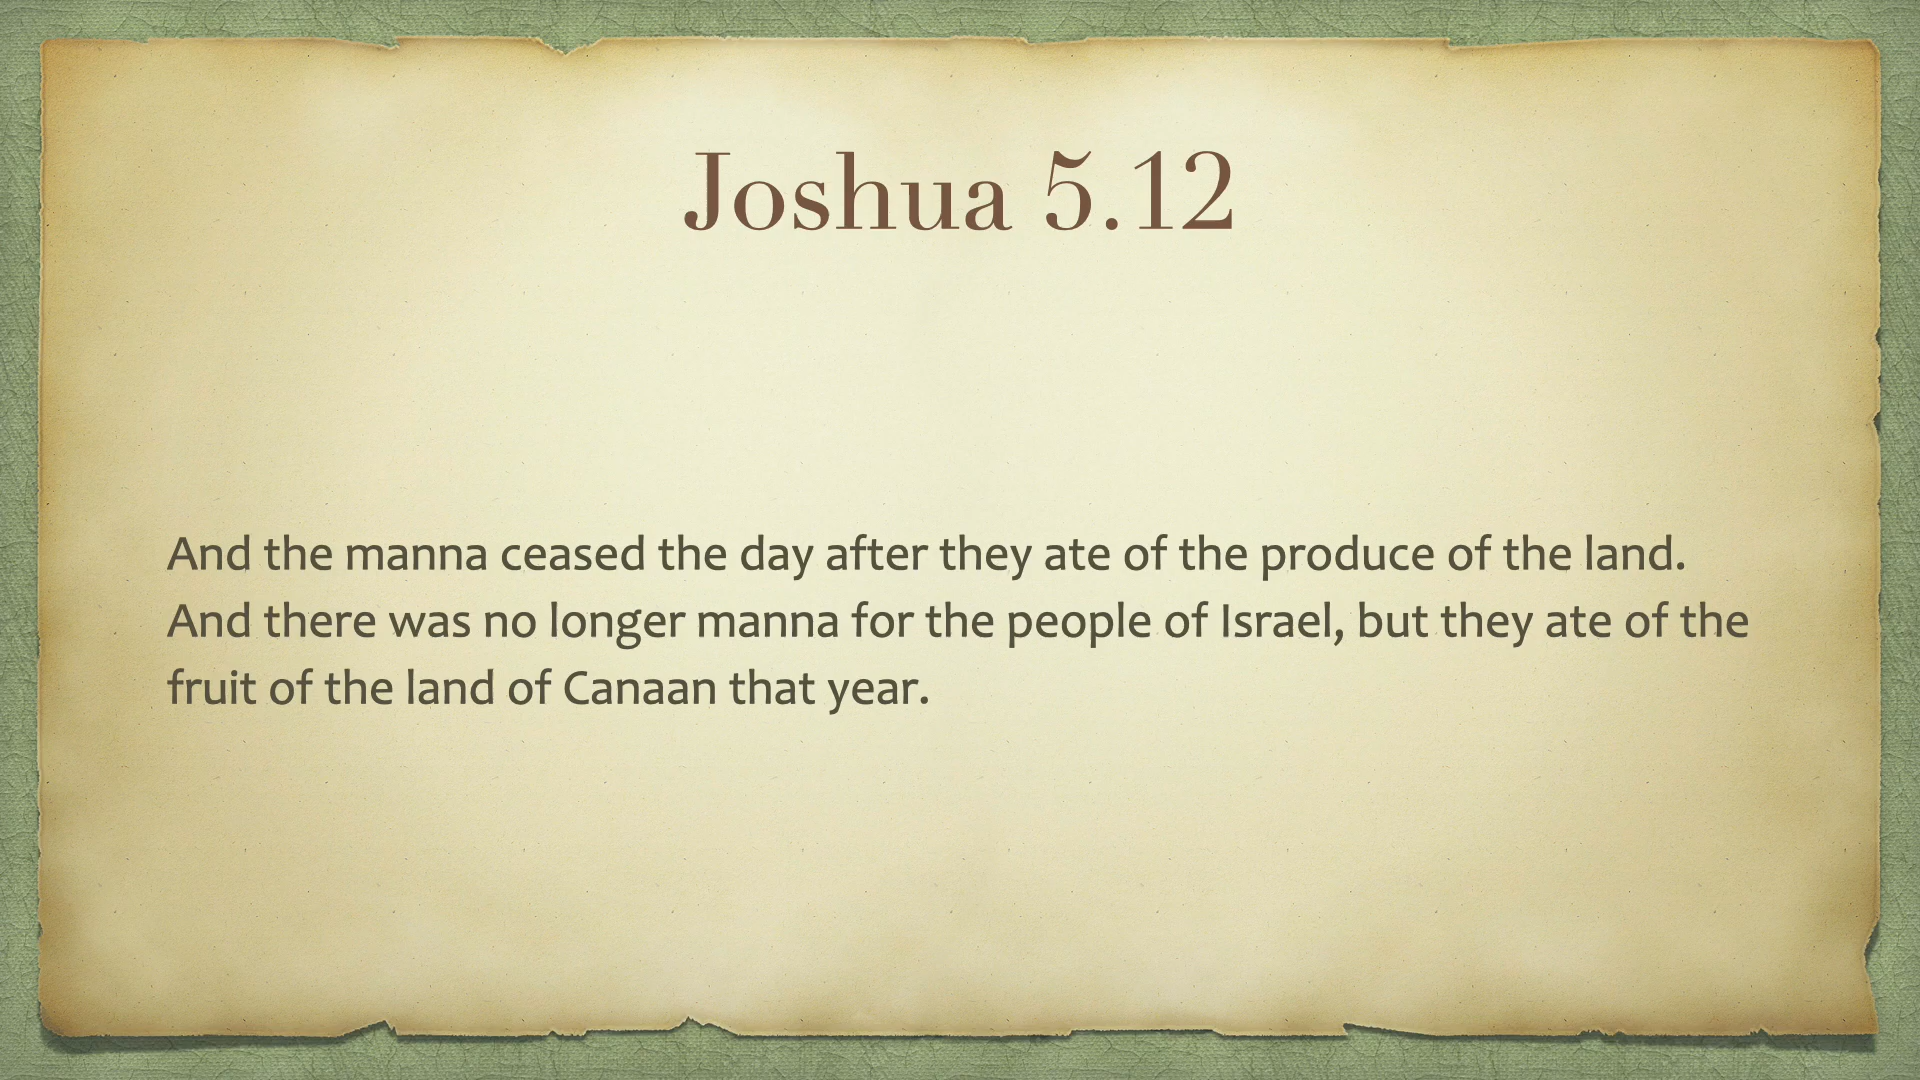 Joshua 5.12
And the manna ceased the day after they ate of the produce of the land.
And there was no longer manna for the people of Israel, but they ate of the
fruit of the land of Canaan that year.